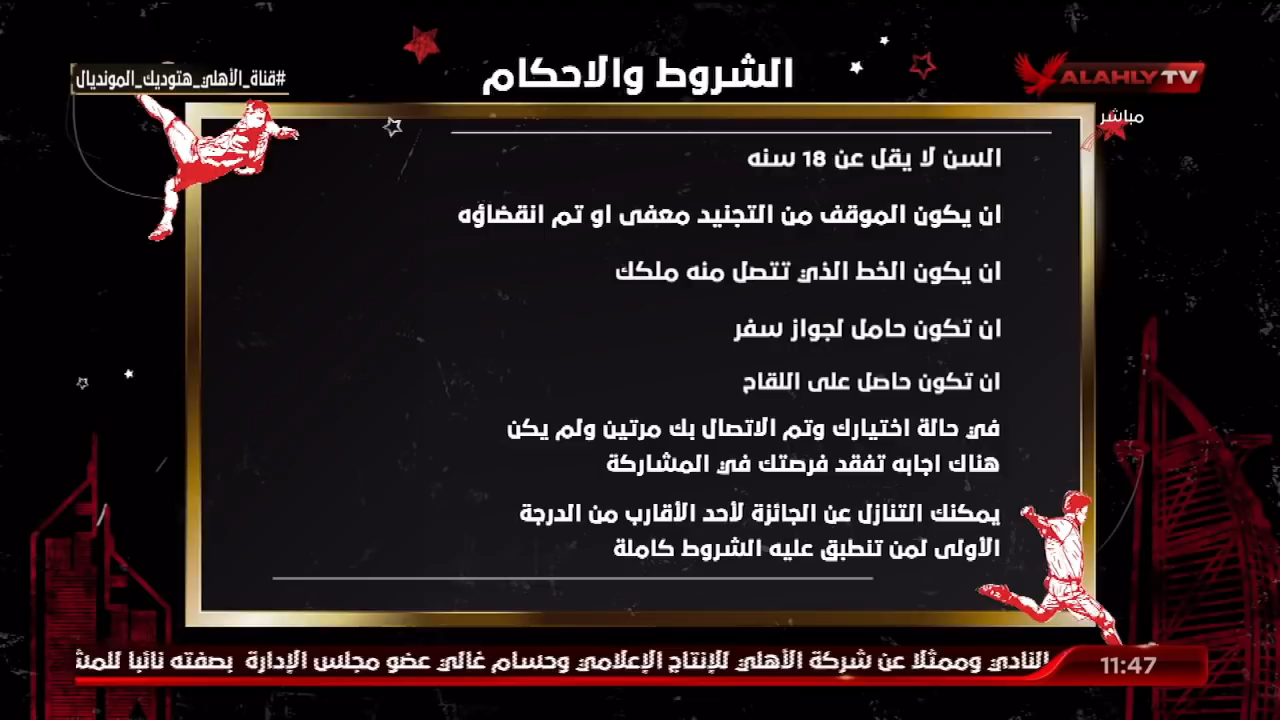 #قناة_الأهلي_هتوديك_المونديال
الشروط والاحكام
ALAHLY TV
مباشر
السن لا يقل عن 18 سنه
ان يكون الموقف من التجنيد معفى او تم انقضاؤه
ان يكون الخط الذي تتصل منه ملكك
ان تكون حامل لجواز سفر
ان تكون حاصل على اللقاح
في حالة اختيارك وتم الاتصال بك مرتين ولم يكن
هناك اجابه تفقد فرصتك في المشاركة
يمكنك التنازل عن الجائزة لأحد الأقارب من الدرجة
الأولى لمن تنطبق عليه الشروط كاملة
النادي وممثلا عن شركة الأهلي للإنتاج الإعلامي وحسام غالي عضو مجلس الإدارة بصفته نائبا
11:47